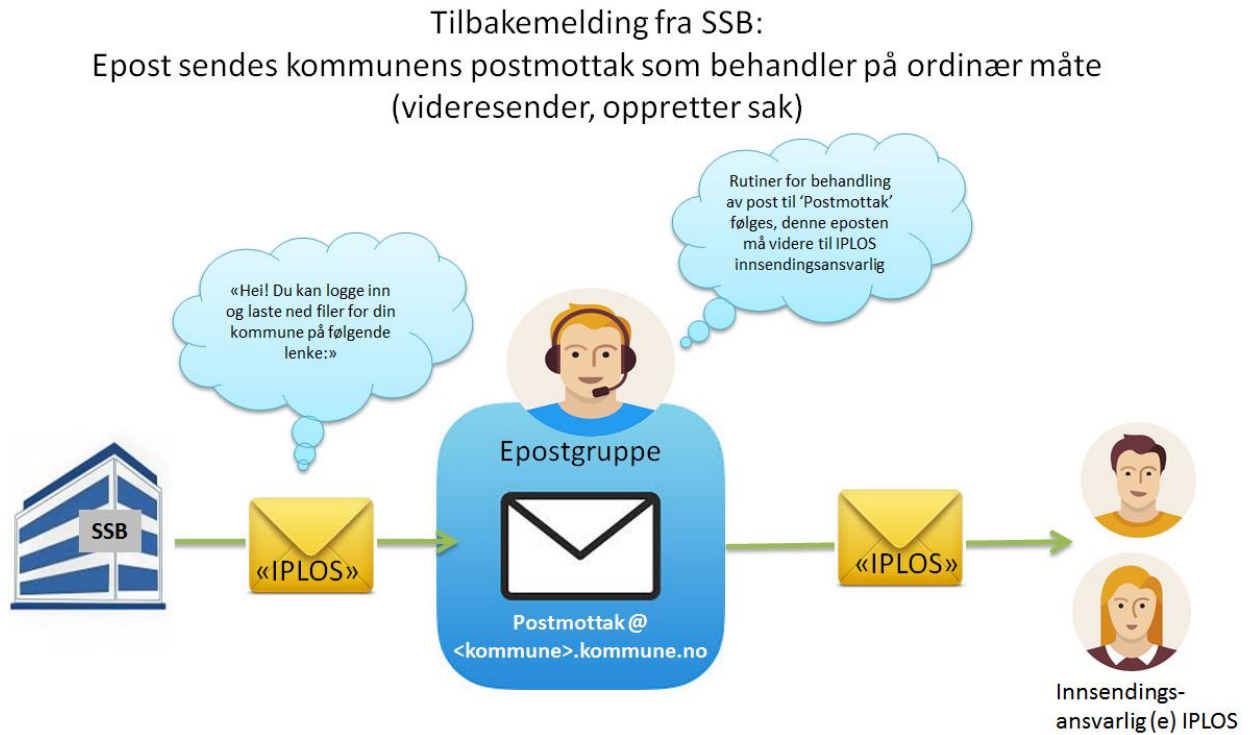 Tilbakemelding fra SSB:
Epost sendes kommunens postmottak som behandler på ordinær måte
(videresender, oppretter sak)
Rutiner for behandling
av post til ‘Postmottak’
følges, denne eposten
må videre til IPLOS
innsendingsansvarlig
«Hei! Du kan logge inn
og laste ned filer for din
kommune på følgende
lenke:»
Epostgruppe
SSB
«IPLOS»
«IPLOS»
Postmottak@
<kommune>.kommune.no
Innsendings-
ansvarlig(e) IPLOS